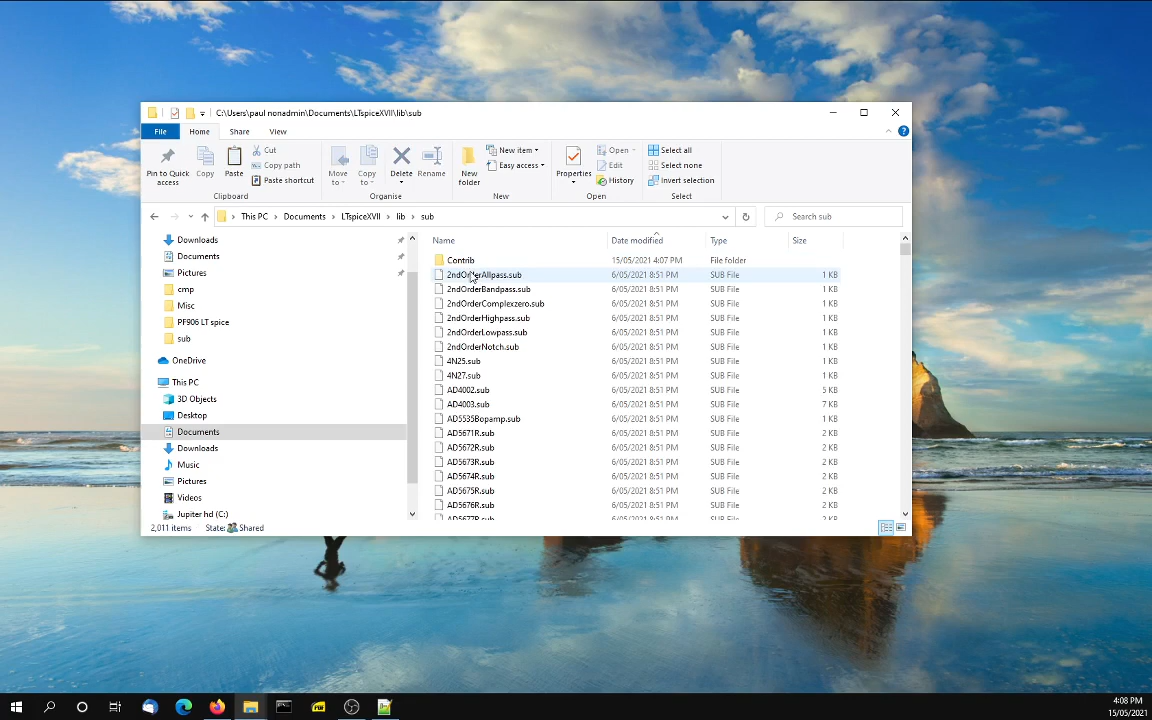 C:\Users\paul nonadmin\Documents\LTspiceXVII\lib\sub
File Home Share View
Pin to Quick access
Copy
Paste
Cut
Copy path
Paste shortcut
Clipboard
Move to
Copy to
Delete
Rename
Organise
New folder
New item
Easy access
New
Properties
Open
Edit
History
Open
Select all
Select none
Invert selection
Select
This PC > Documents > LTspiceXVII > lib > sub
Search sub
Downloads
Documents
Pictures
cmp
Misc
PF906 LT spice
sub
OneDrive
This PC
3D Objects
Desktop
Documents
Downloads
Music
Pictures
Videos
Jupiter hd (C:)
Name Date modified Type Size
Contrib 15/05/2021 4:07 PM File folder
2ndOrderAllpass.sub 6/05/2021 8:51 PM SUB File 1 KB
2ndOrderBandpass.sub 6/05/2021 8:51 PM SUB File 1 KB
2ndOrderComplexzero.sub 6/05/2021 8:51 PM SUB File 1 KB
2ndOrderHighpass.sub 6/05/2021 8:51 PM SUB File 1 KB
2ndOrderLowpass.sub 6/05/2021 8:51 PM SUB File 1 KB
2ndOrderNotch.sub 6/05/2021 8:51 PM SUB File 1 KB
4N25.sub 6/05/2021 8:51 PM SUB File 1 KB
4N27.sub 6/05/2021 8:51 PM SUB File 1 KB
AD4002.sub 6/05/2021 8:51 PM SUB File 5 KB
AD4003.sub 6/05/2021 8:51 PM SUB File 7 KB
AD5535Bopamp.sub 6/05/2021 8:51 PM SUB File 1 KB
AD5671R.sub 6/05/2021 8:51 PM SUB File 2 KB
AD5672R.sub 6/05/2021 8:51 PM SUB File 2 KB
AD5673R.sub 6/05/2021 8:51 PM SUB File 2 KB
AD5674R.sub 6/05/2021 8:51 PM SUB File 2 KB
AD5675R.sub 6/05/2021 8:51 PM SUB File 2 KB
AD5676R.sub 6/05/2021 8:51 PM SUB File 2 KB
AD5677R.sub 6/05/2021 8:51 PM SUB File 2 KB
2,011 items State: Shared
4:08 PM
15/05/2021